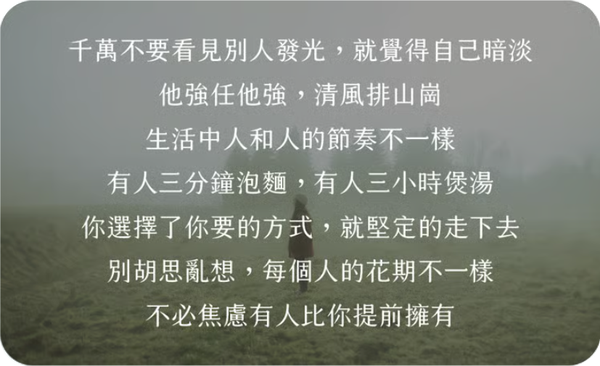 千萬不要看見別人發光，就覺得自己暗淡
他強任他強，清風排山崗
生活中人和人的節奏不一樣
有人三分鐘泡麵，有人三小時煲湯
你選擇了你要的方式，就堅定的走下去
別胡思亂想，每個人的花期不一樣
不必焦慮有人比你提前擁有